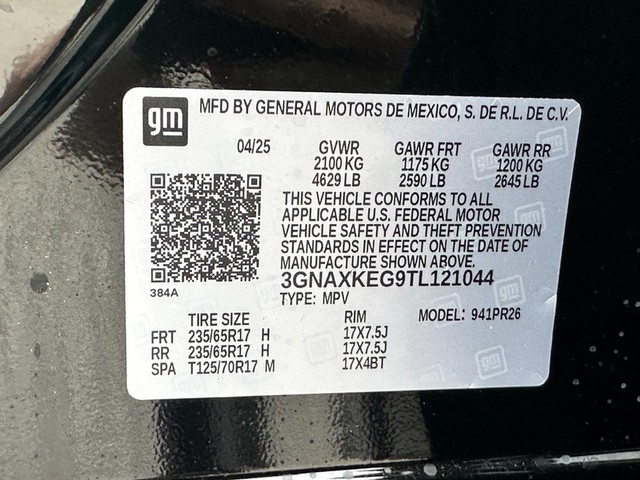 gm MFD BY GENERAL MOTORS DE MEXICO, S. DE R.L. DE C.V.
04/25 GVWR GAWR FRT GAWR RR
2100 KG 1175 KG 1200 KG
4629 LB 2590 LB 2645 LB
THIS VEHICLE CONFORMS TO ALL
APPLICABLE U.S. FEDERAL MOTOR
VEHICLE SAFETY AND THEFT PREVENTION
STANDARDS IN EFFECT ON THE DATE OF
MANUFACTURE SHOWN ABOVE.
3GNAXKEG9TL121044
384A
TYPE: MPV
TIRE SIZE RIM MODEL: 941PR26
FRT 235/65R17 H 17X7.5J
RR 235/65R17 H 17X7.5J
SPA T125/70R17 M 17X4BT